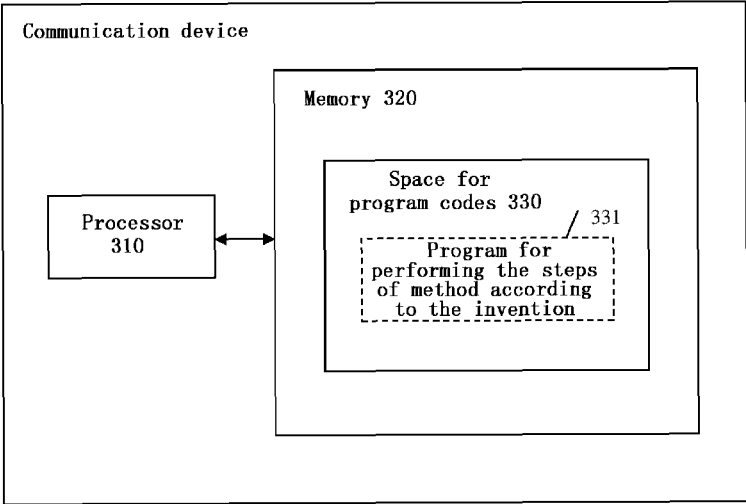 Communication device
Memory 320
Space for
program codes 330
331
Processor
310
Program for
performing the steps
of method according
to the invention